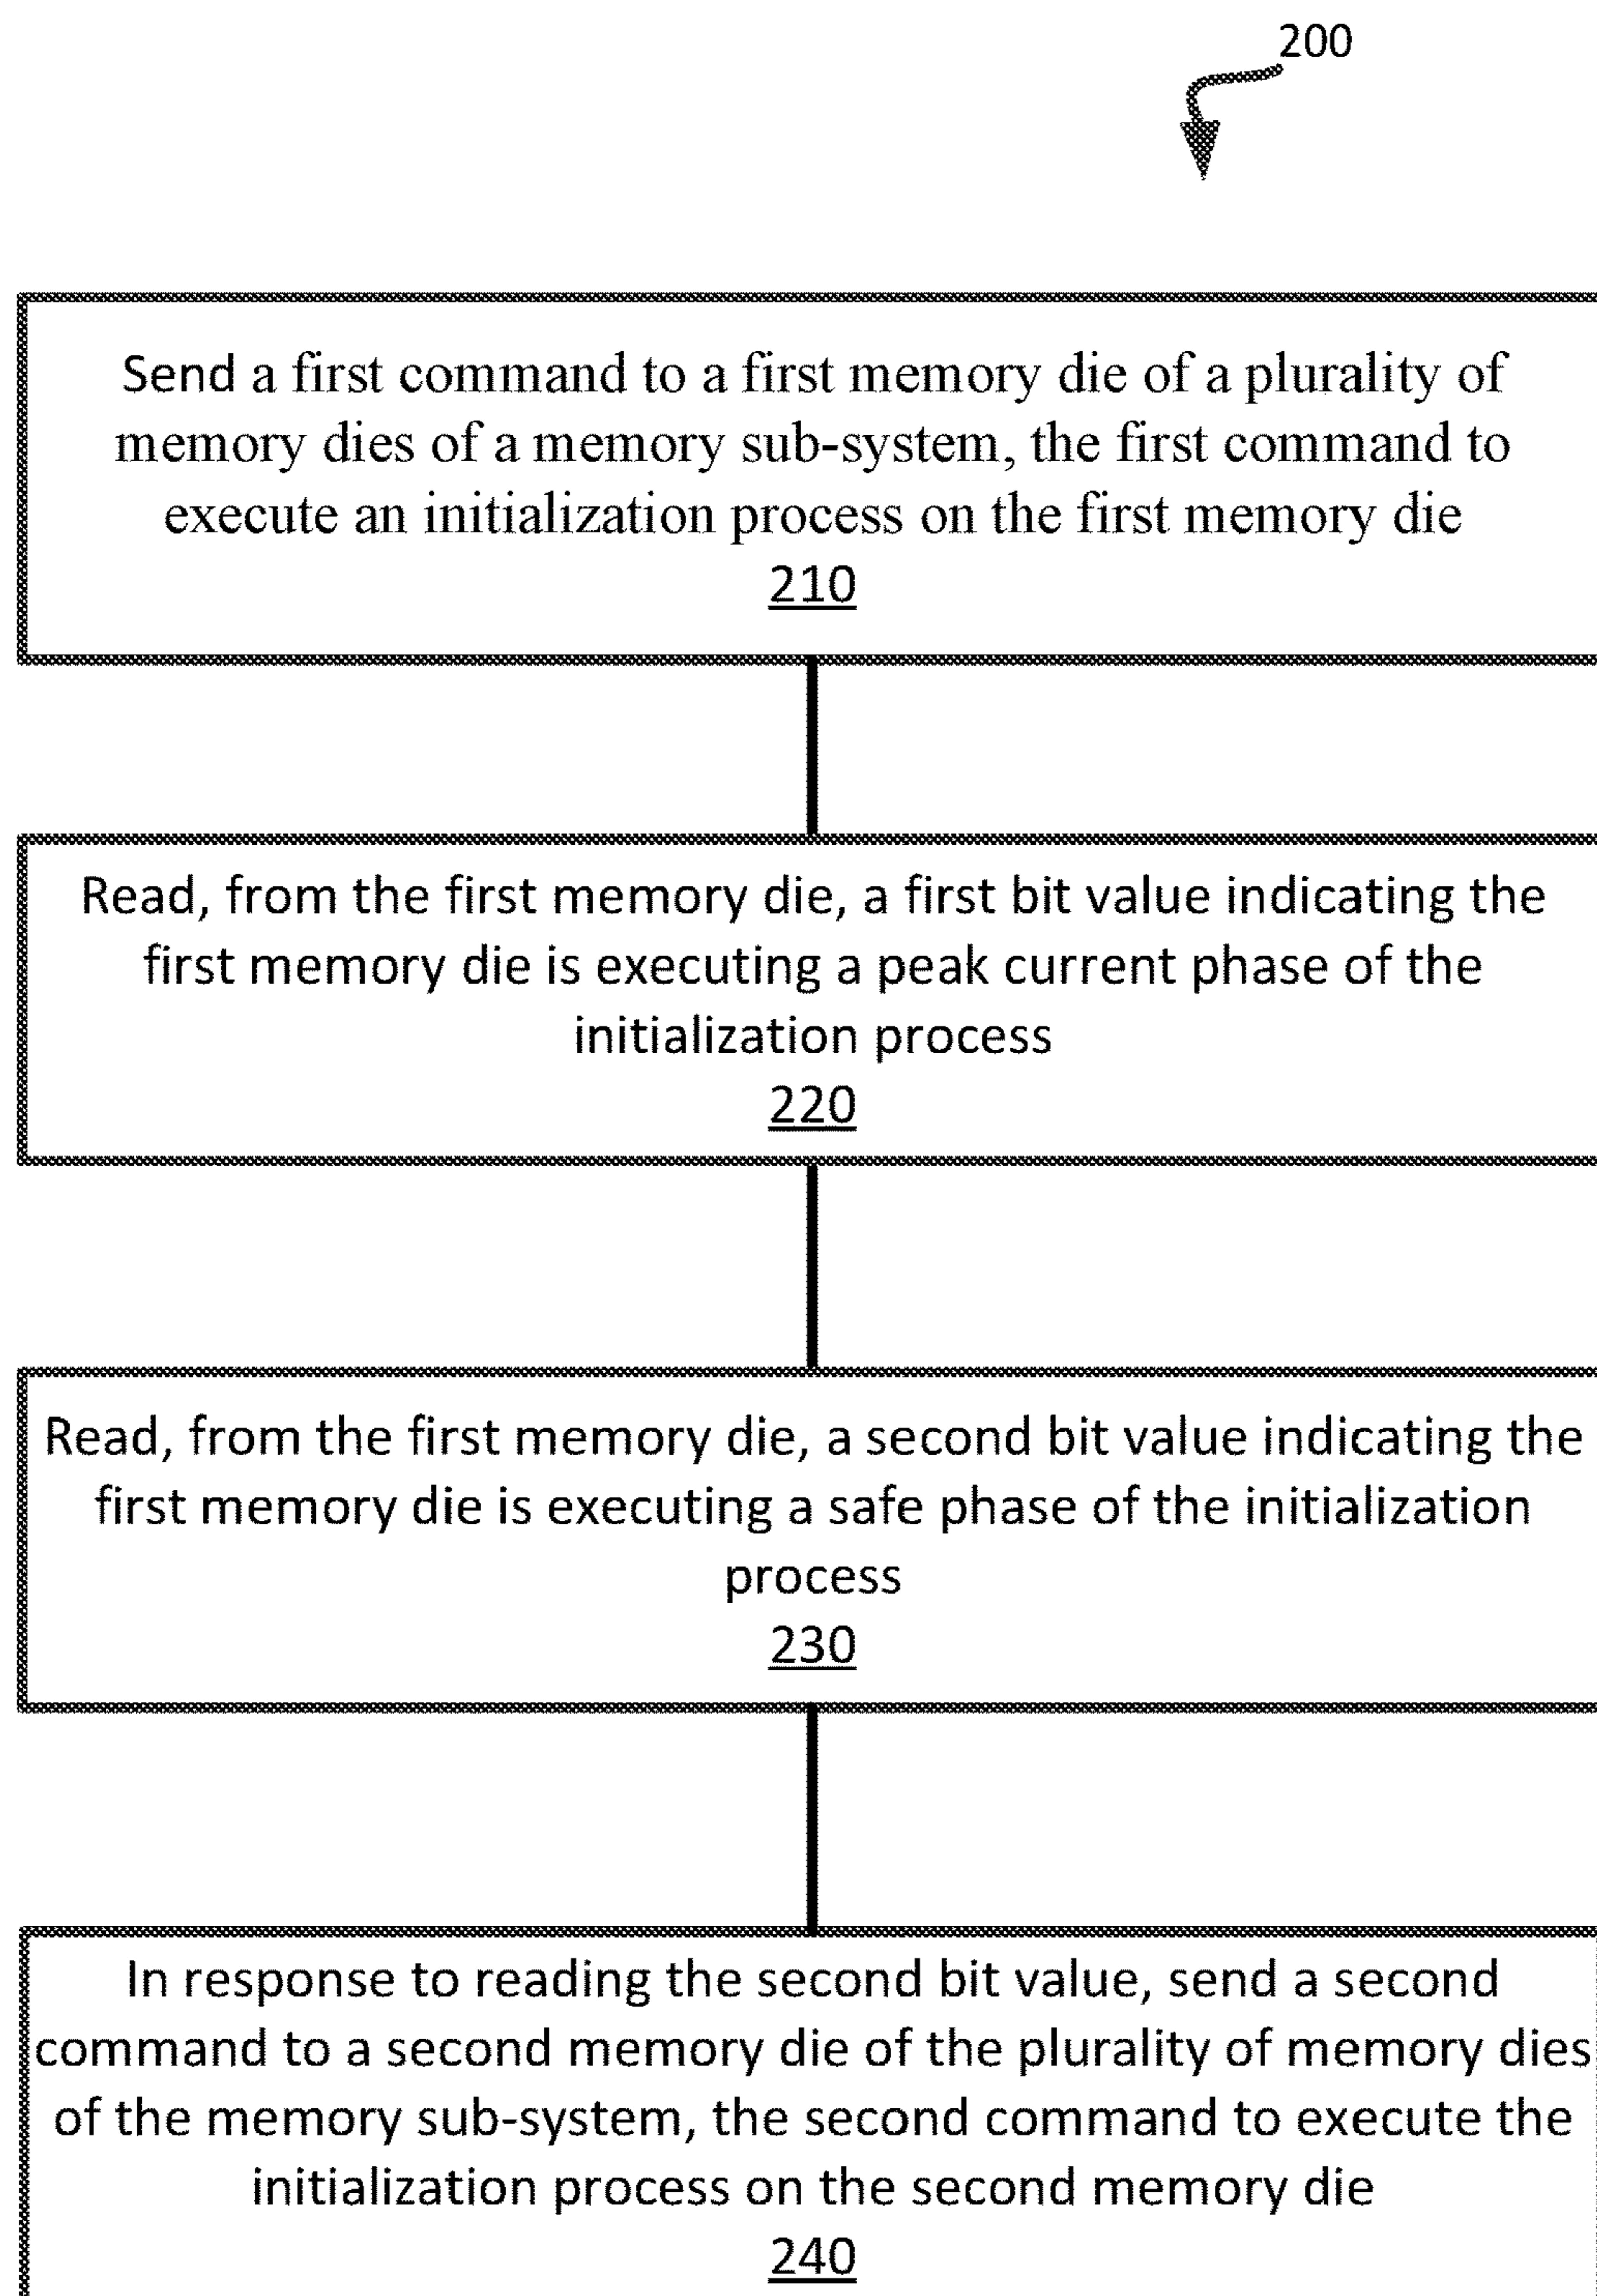 200
Send a first command to a first memory die of a plurality of
memory dies of a memory sub-system, the first command to
execute an initialization process on the first memory die
210
Read, from the first memory die, a first bit value indicating the
first memory die is executing a peak current phase of the
initialization process
220
Read, from the first memory die, a second bit value indicating the
first memory die is executing a safe phase of the initialization
process
230
In response to reading the second bit value, send a second
command to a second memory die of the plurality of memory dies
of the memory sub-system, the second command to execute the
initialization process on the second memory die
240